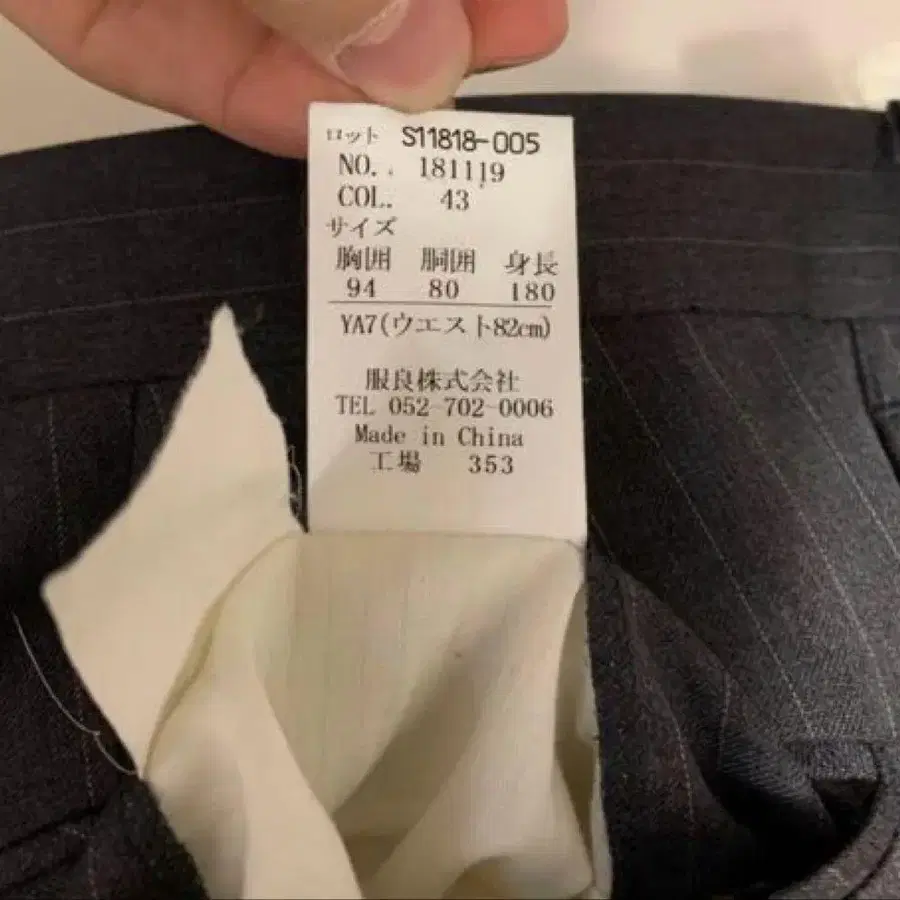 ロット S11818-005
NO. 181119
COL. 43
サイズ
胸囲 胴囲 身長
94 80 180
YA7(ウエスト82cm)
服良株式会社
TEL 052-702-0006
Made in China
工場 353